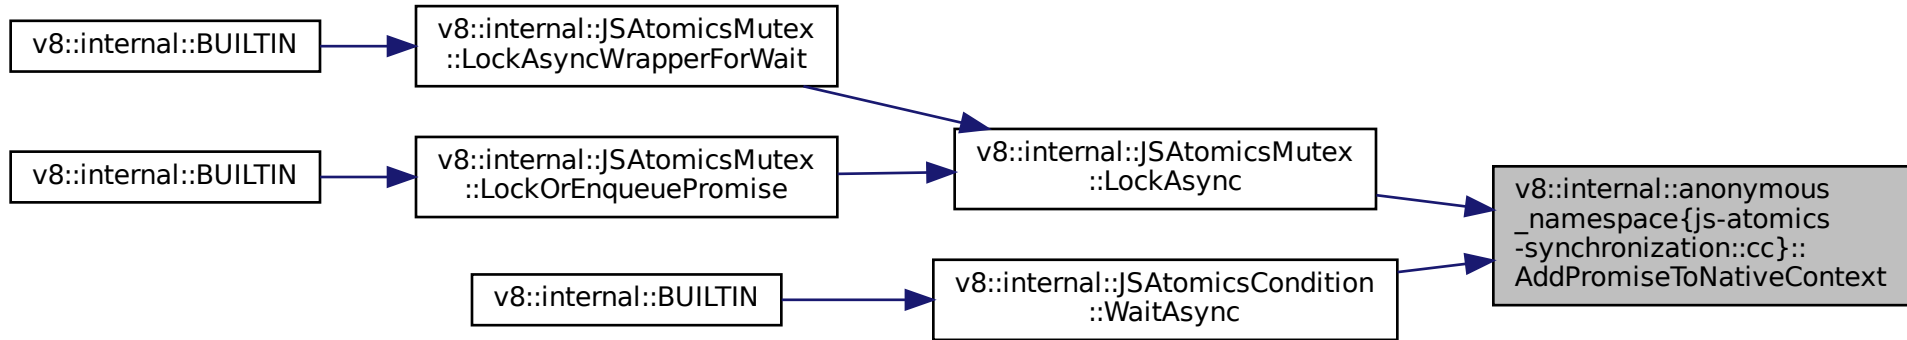 v8::internal::BUILTIN
v8::internal::JSAtomicsMutex
::LockAsyncWrapperForWait
v8::internal::BUILTIN
v8::internal::JSAtomicsMutex
::LockOrEnqueuePromise
v8::internal::JSAtomicsMutex
::LockAsync
v8::internal::BUILTIN
v8::internal::JSAtomicsCondition
::WaitAsync
v8::internal::anonymous
_namespace{js-atomics
-synchronization::cc}::
AddPromiseToNativeContext